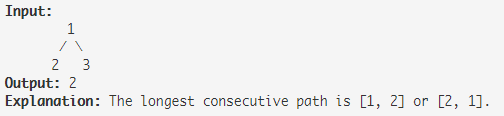 Input:
1
/ \
2 3
Output: 2
Explanation: The longest consecutive path is [1, 2] or [2, 1].